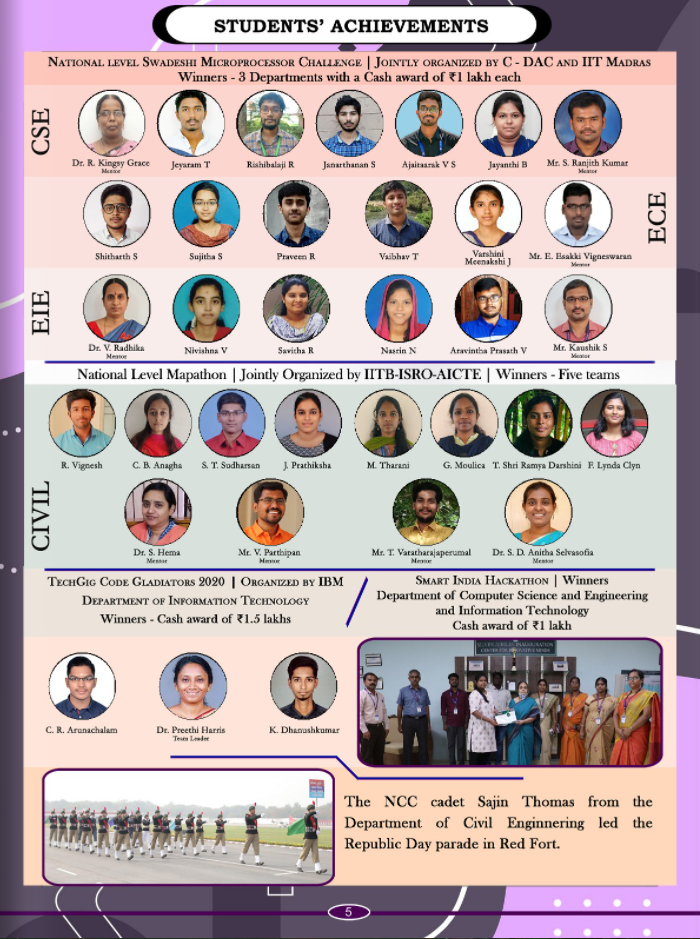 STUDENTS' ACHIEVEMENTS
National level Swadeshi Microprocessor Challenge | Jointly organized by C - DAC and IIT Madras
Winners - 3 Departments with a Cash award of ₹1 lakh each
CSE
Dr. R. Kingsy Grace
Mentor
Jeyaram T
Rishibalaji R
Janarthanan S
Ajaitaarak V S
Jayanthi B
Mr. S. Ranjith Kumar
Mentor
ECE
Shitharth S
Sujitha S
Praveen R
Vaibhav T
Varshini
Meenakshi J
Mr. E. Esakki Vigneswaran
Mentor
EIE
Dr. V. Radhika
Mentor
Nivishna V
Savitha R
Nasrin N
Aravintha Prasath V
Mr. Kaushik S
Mentor
National Level Mapathon | Jointly Organized by IITB-ISRO-AICTE | Winners - Five teams
CIVIL
R. Vignesh
C. B. Anagha
S. T. Sudharsan
J. Prathiksha
M. Tharani
G. Moulica
T. Shri Ramya Darshini
F. Lynda Clyn
Dr. S. Hema
Mentor
Mr. V. Parthipan
Mentor
Mr. T. Varatharajaperumal
Mentor
Dr. S. D. Anitha Selvasofia
Mentor
TechGig Code Gladiators 2020 | Organized by IBM
Department of Information Technology
Winners - Cash award of ₹1.5 lakhs
Smart India Hackathon | Winners
Department of Computer Science and Engineering
and Information Technology
Cash award of ₹1 lakh
C. R. Arunachalam
Dr. Preethi Harris
Team Leader
K. Dhanushkumar
The NCC cadet Sajin Thomas from the
Department of Civil Enginnering led the
Republic Day parade in Red Fort.
5